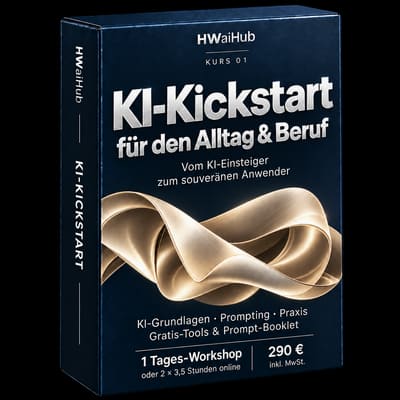 HWaiHub
KURS 01
KI-Kickstart
für den Alltag & Beruf
Vom KI-Einsteiger
zum souveränen Anwender
KI-Grundlagen · Prompting · Praxis
Gratis-Tools & Prompt-Booklet
1 Tages-Workshop
oder 2 x 3,5 Stunden online
290 €
inkl. MwSt.
HWaiHub
KI-KICKSTART